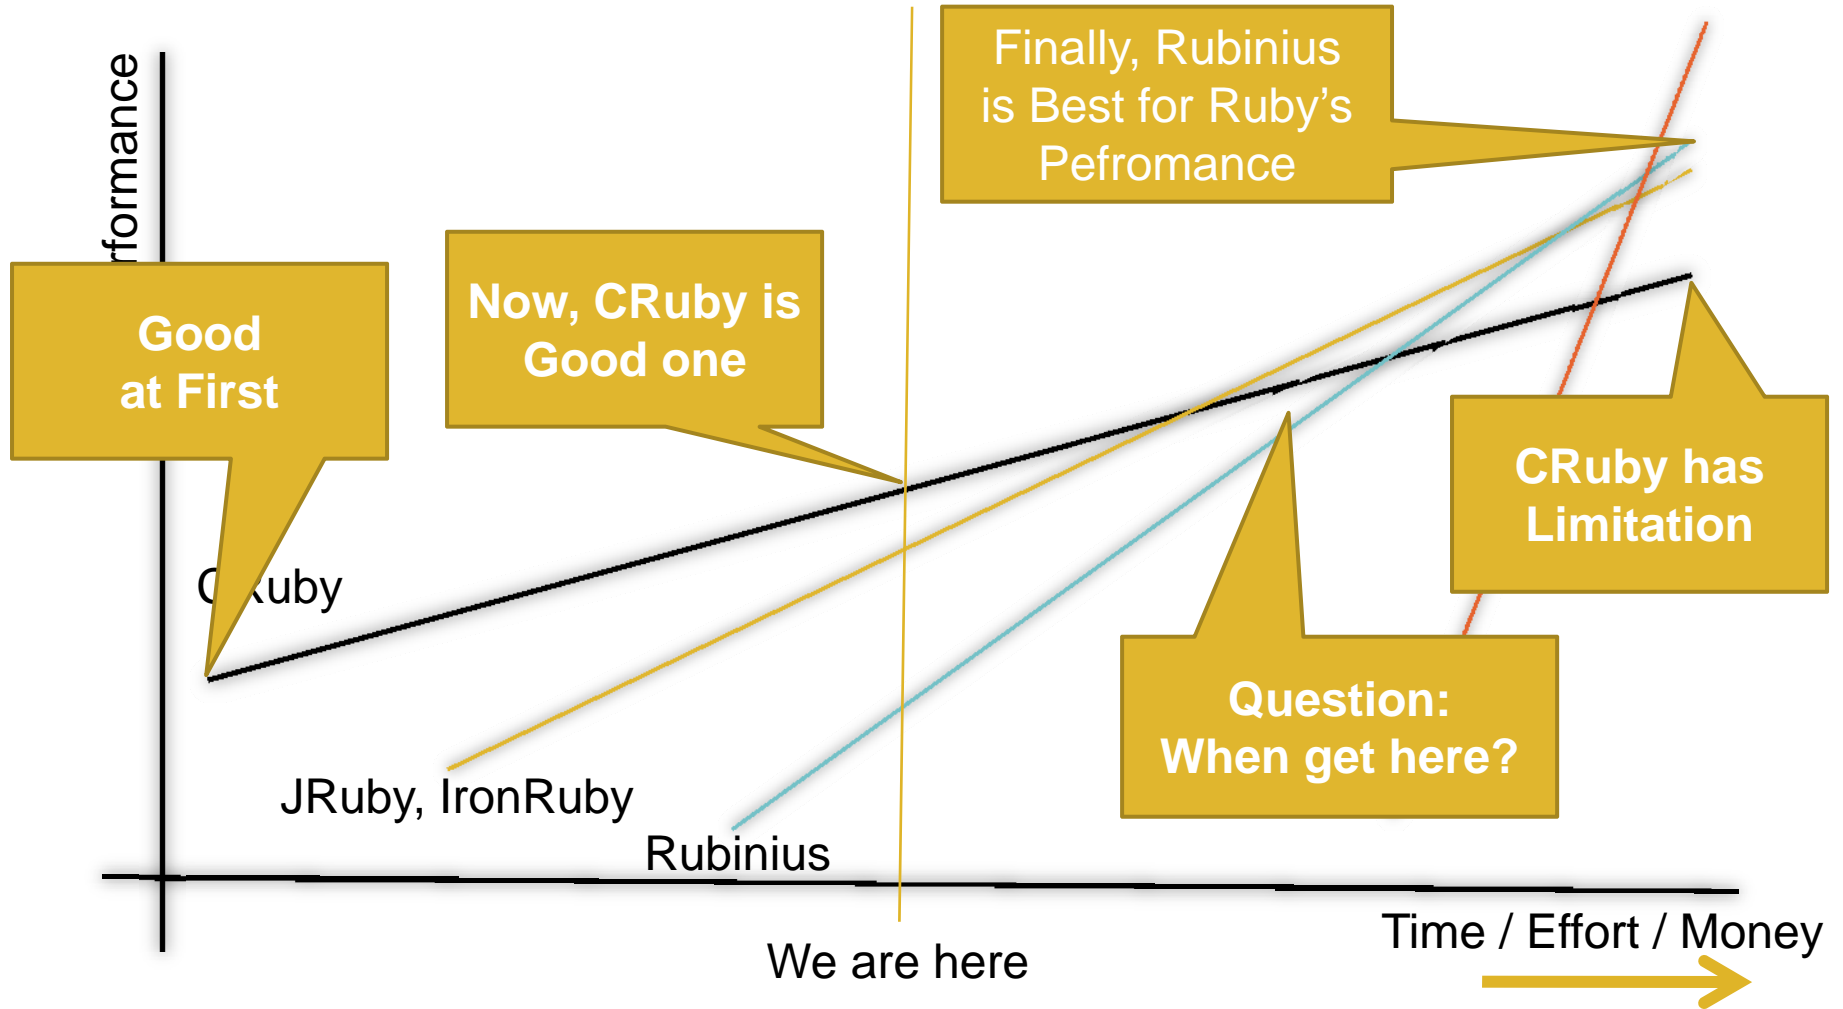 Finally, Rubinius
is Best for Ruby's
Pefromance
rformance
Good
at First
Now, CRuby is
Good one
CRuby has
Limitation
CRuby
Question:
When get here?
JRuby, IronRuby
Rubinius
Time / Effort / Money
We are here